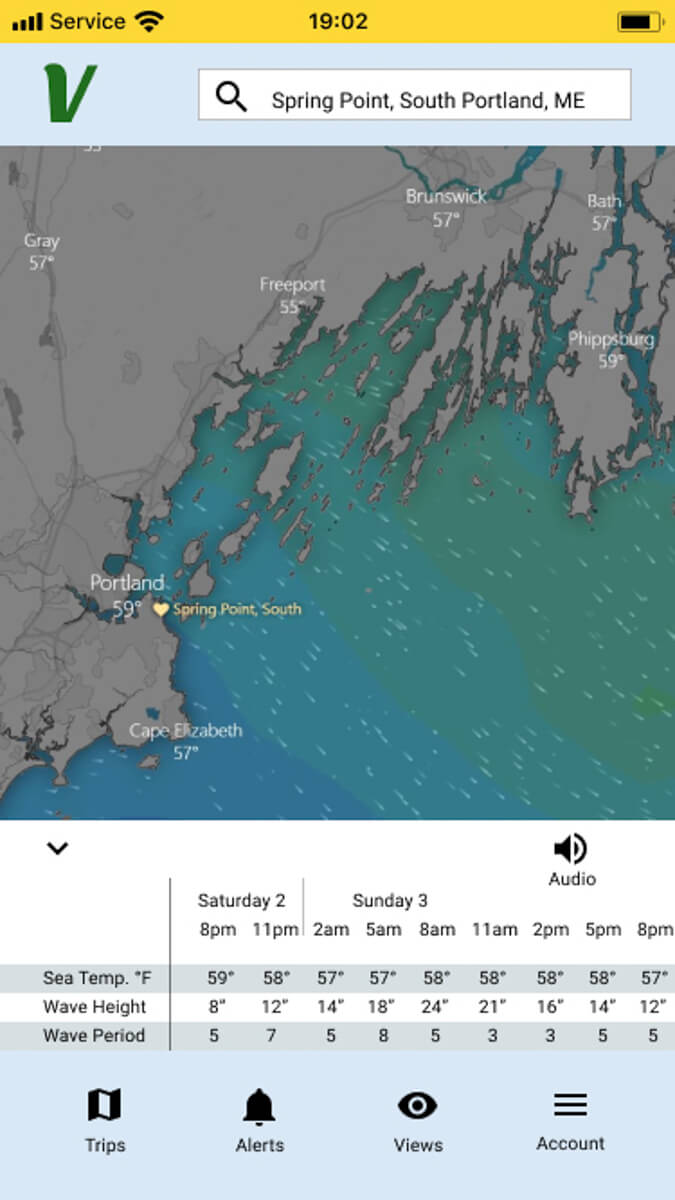 Service 19:02
V
Spring Point, South Portland, ME
Brunswick
57°
Bath
57°
Gray
57°
Freeport
55°
Phippsburg
59°
Portland
59°
Spring Point, South
Cape Elizabeth
57°
Audio
Saturday 2 Sunday 3
8pm 11pm 2am 5am 8am 11am 2pm 5pm 8pm
Sea Temp. °F 59° 58° 57° 57° 58° 58° 58° 58° 57°
Wave Height 8” 12” 14” 18” 24” 21” 16” 14” 12”
Wave Period 5 7 5 8 5 3 3 5 5
Trips Alerts Views Account